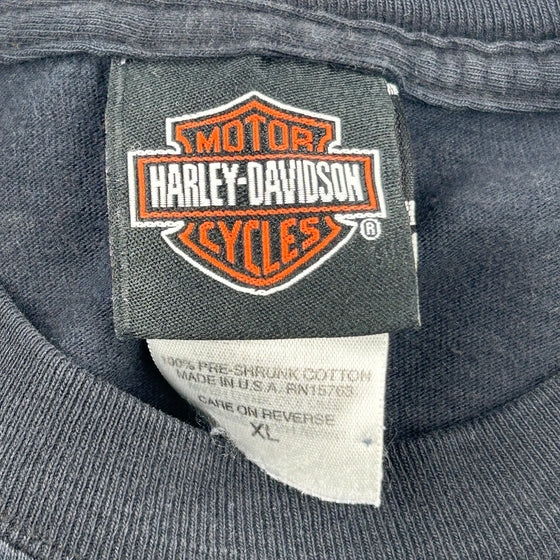 MOTOR
HARLEY-DAVIDSON
CYCLES
®
100% PRE-SHRUNK COTTON
MADE IN U.S.A. RN15763
CARE ON REVERSE
XL